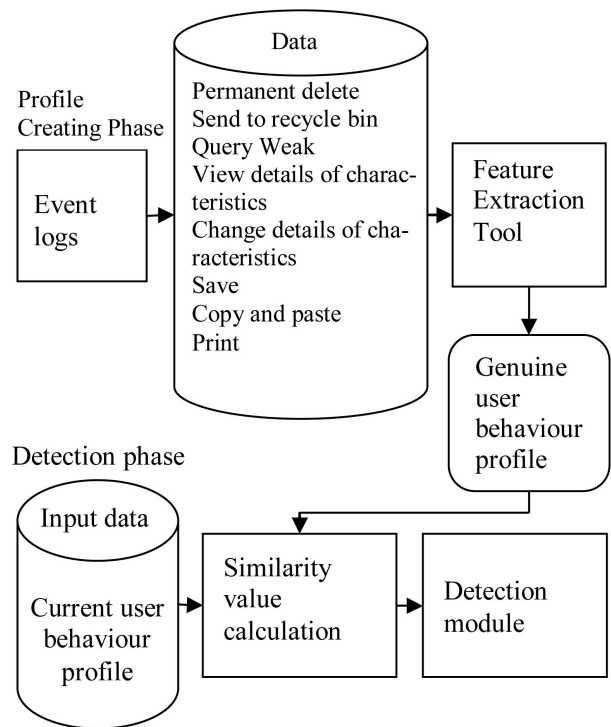 Profile
Creating Phase
Event
logs
Data
Permanent delete
Send to recycle bin
Query Weak
View details of charac-
teristics
Change details of cha-
racteristics
Save
Copy and paste
Print
Feature
Extraction
Tool
Genuine
user
behaviour
profile
Detection phase
Input data
Current user
behaviour
profile
Similarity
value
calculation
Detection
module